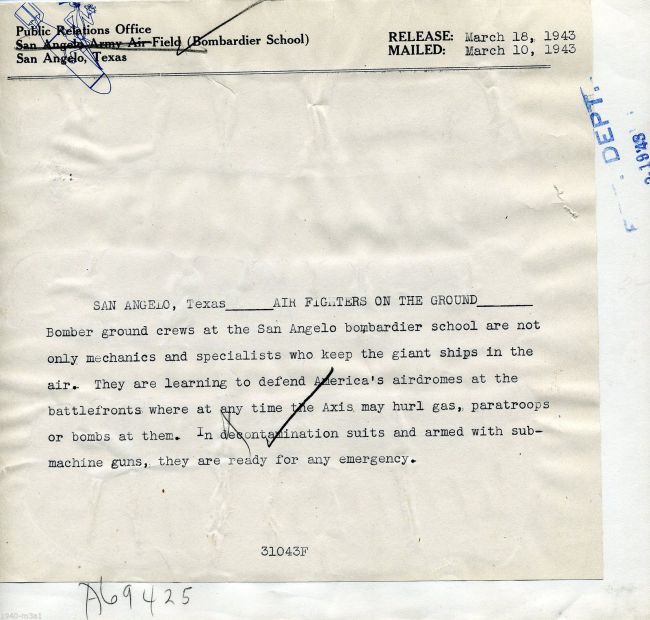 Public Relations Office
San Angelo Army Air Field (Bombardier School)
San Angelo, Texas
RELEASE: March 18, 1943
MAILED: March 10, 1943
DEPT.
SAN ANGELO, Texas_____AIR FIGHTERS ON THE GROUND______
Bomber ground crews at the San Angelo bombardier school are not
only mechanics and specialists who keep the giant ships in the
air. They are learning to defend America's airdromes at the
battlefronts where at any time the Axis may hurl gas, paratroops
or bombs at them. In decontamination suits and armed with sub-
machine guns, they are ready for any emergency.
31043F
A69425
1940-m3a1